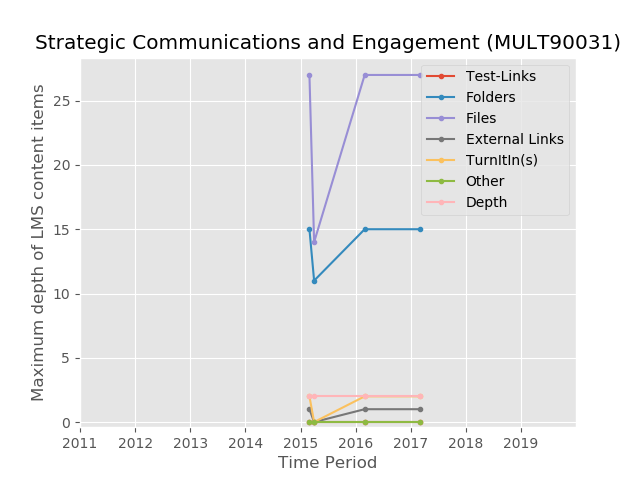 Strategic Communications and Engagement (MULT90031)
Maximum depth of LMS content items
25
20
15
10
5
0
Test-Links
Folders
Files
External Links
TurnItIn(s)
Other
Depth
2011 2012 2013 2014 2015 2016 2017 2018 2019
Time Period